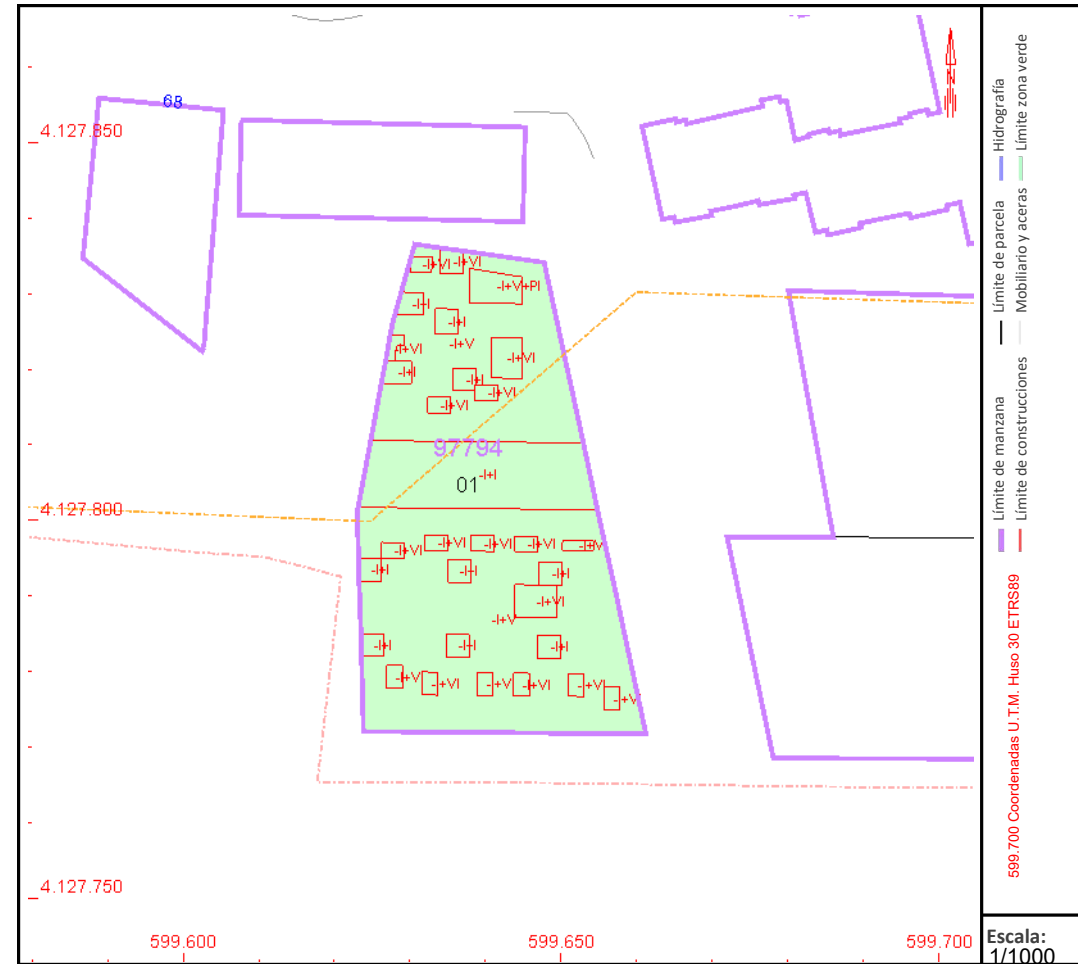 68
4.127.850
N
-I+VI
-I+VI
-I+V+PI
-I+I
-I+I
-I+VI
-I+V
-I+VI
-I+I
-I+I
-I+VI
-I+VI
97794
-I+I
01
4.127.800
-I+VI
-I+VI
-I+VI
-I+VI
-I+V
-I+I
-I+I
-I+I
-I+VI
-I+V
-I+I
-I+I
-I+I
-I+V
-I+VI
-I+V
-I+VI
-I+VI
-I+V
4.127.750
599.600
599.650
599.700
Hidrografía
Límite zona verde
Límite de parcela
Mobiliario y aceras
Límite de manzana
Límite de construcciones
599.700 Coordenadas U.T.M. Huso 30 ETRS89
Escala:
1/1000